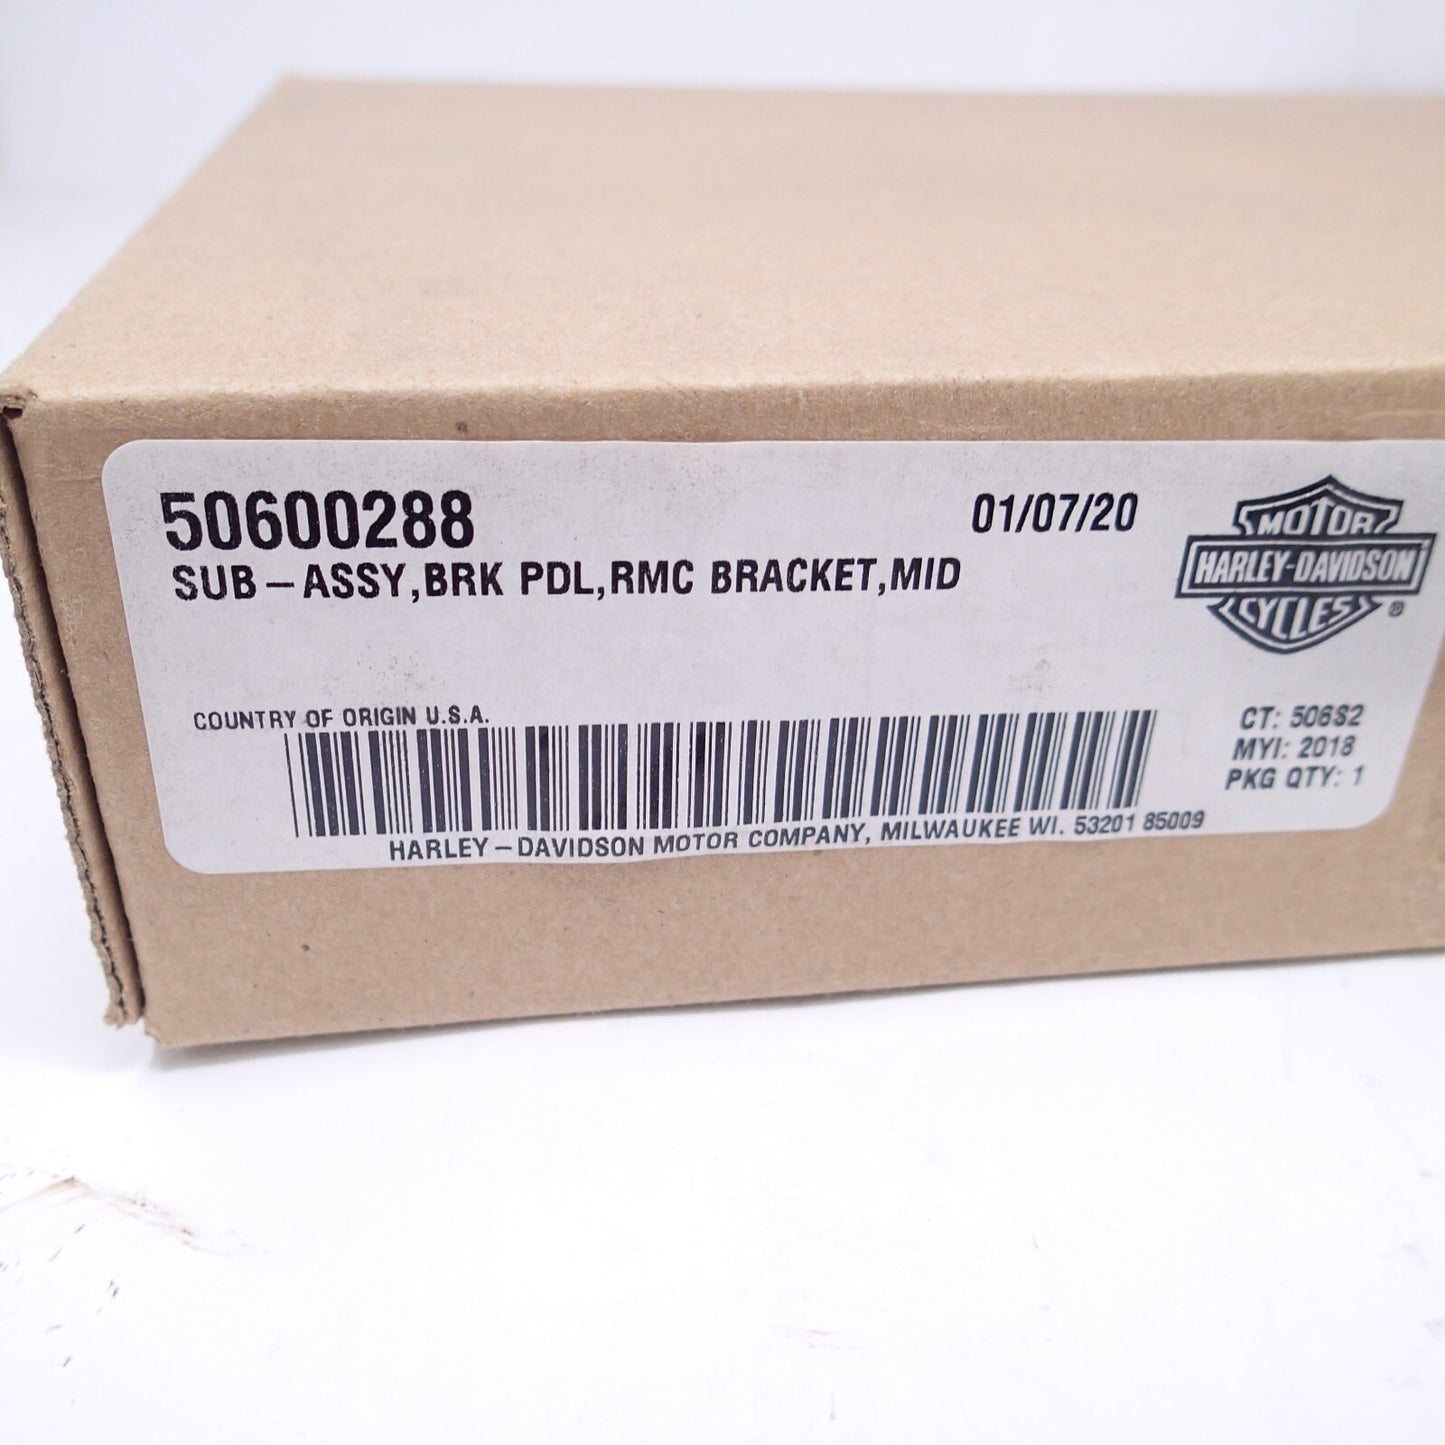 50600288
01/07/20
SUB-ASSY,BRK PDL,RMC BRACKET,MID
MOTOR
HARLEY-DAVIDSON
CYCLES
®
COUNTRY OF ORIGIN U.S.A.
CT: 506S2
MYI: 2018
PKG QTY: 1
HARLEY-DAVIDSON MOTOR COMPANY, MILWAUKEE WI. 53201 85009